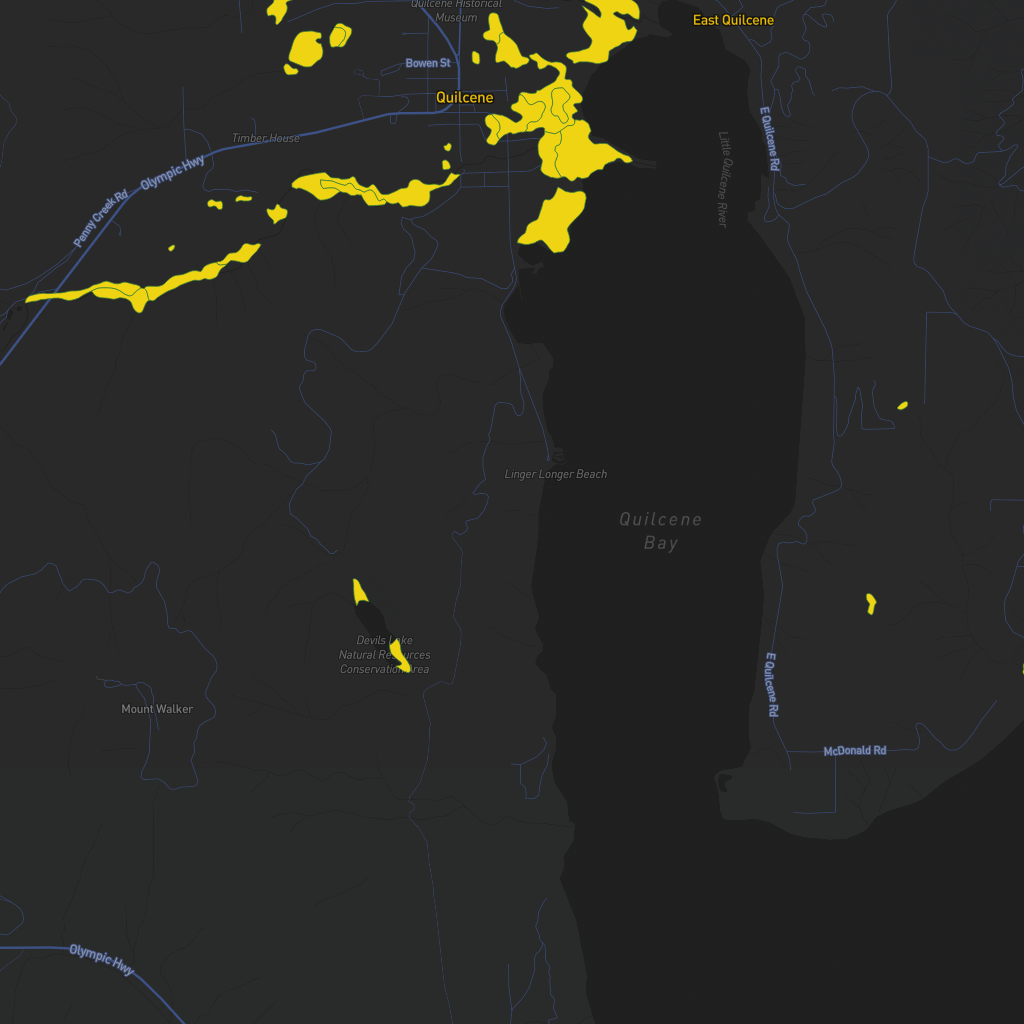 Quilcene Historical
Museum
East Quilcene
Bowen St
Quilcene
Timber House
E Quilcene Rd
Little Quilcene River
Olympic Hwy
Penny Creek Rd
Linger Longer Beach
Quilcene
Bay
Devils Lake
Natural Resources
Conservation Area
E Quilcene Rd
Mount Walker
McDonald Rd
Olympic Hwy